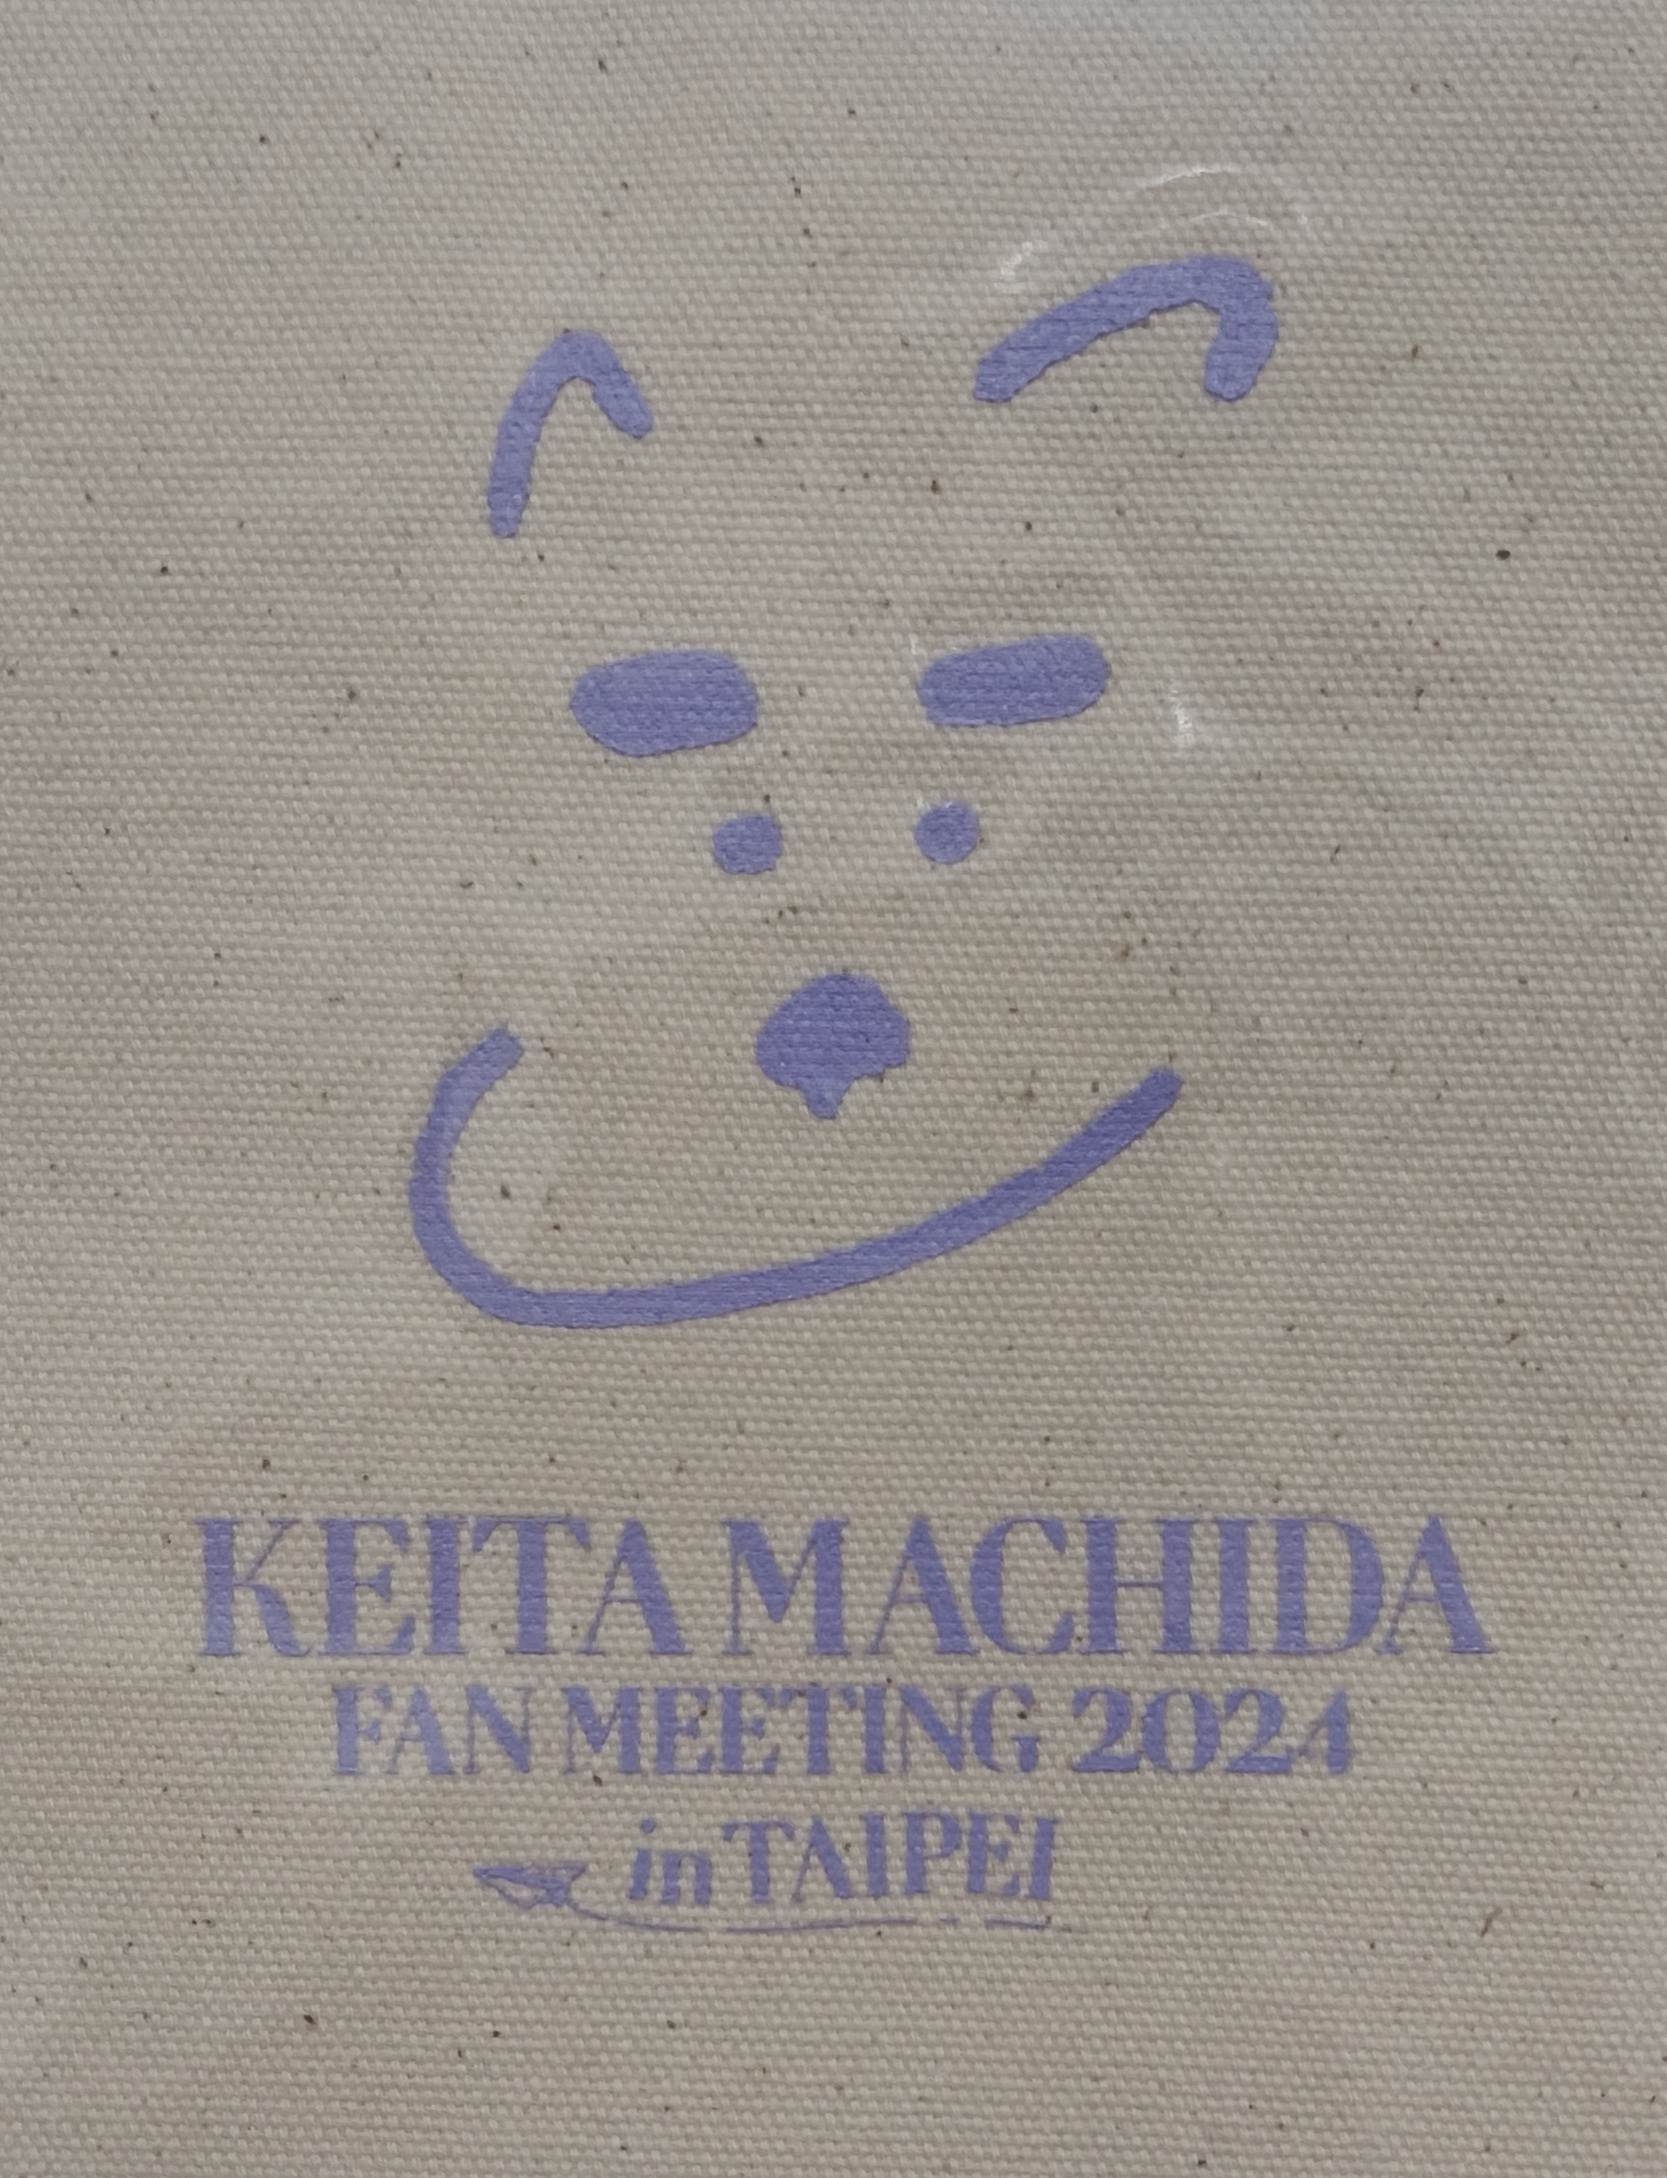 KEITA MACHIDA
FAN MEETING 2024
in TAIPEI